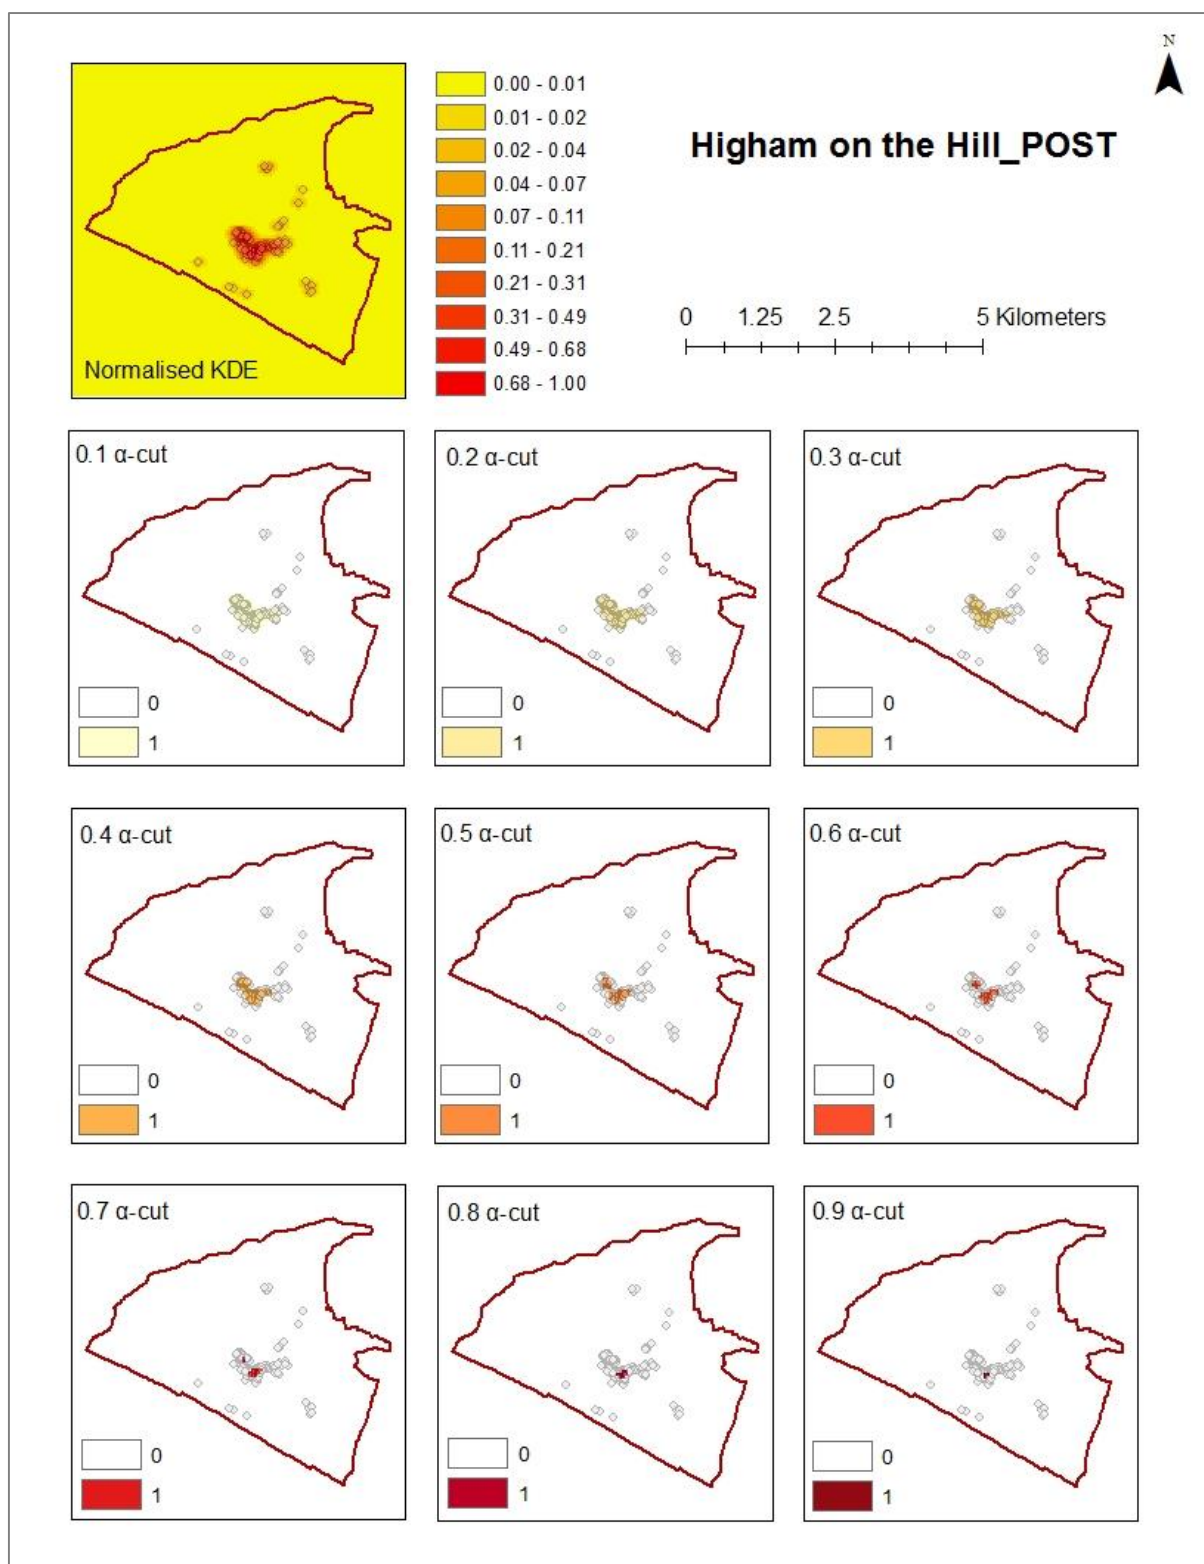 N
Higham on the Hill_POST
0.00 - 0.01
0.01 - 0.02
0.02 - 0.04
0.04 - 0.07
0.07 - 0.11
0.11 - 0.21
0.21 - 0.31
0.31 - 0.49
0.49 - 0.68
0.68 - 1.00
Normalised KDE
0 1.25 2.5 5 Kilometers
0.1 α-cut
0
1
0.2 α-cut
0
1
0.3 α-cut
0
1
0.4 α-cut
0
1
0.5 α-cut
0
1
0.6 α-cut
0
1
0.7 α-cut
0
1
0.8 α-cut
0
1
0.9 α-cut
0
1